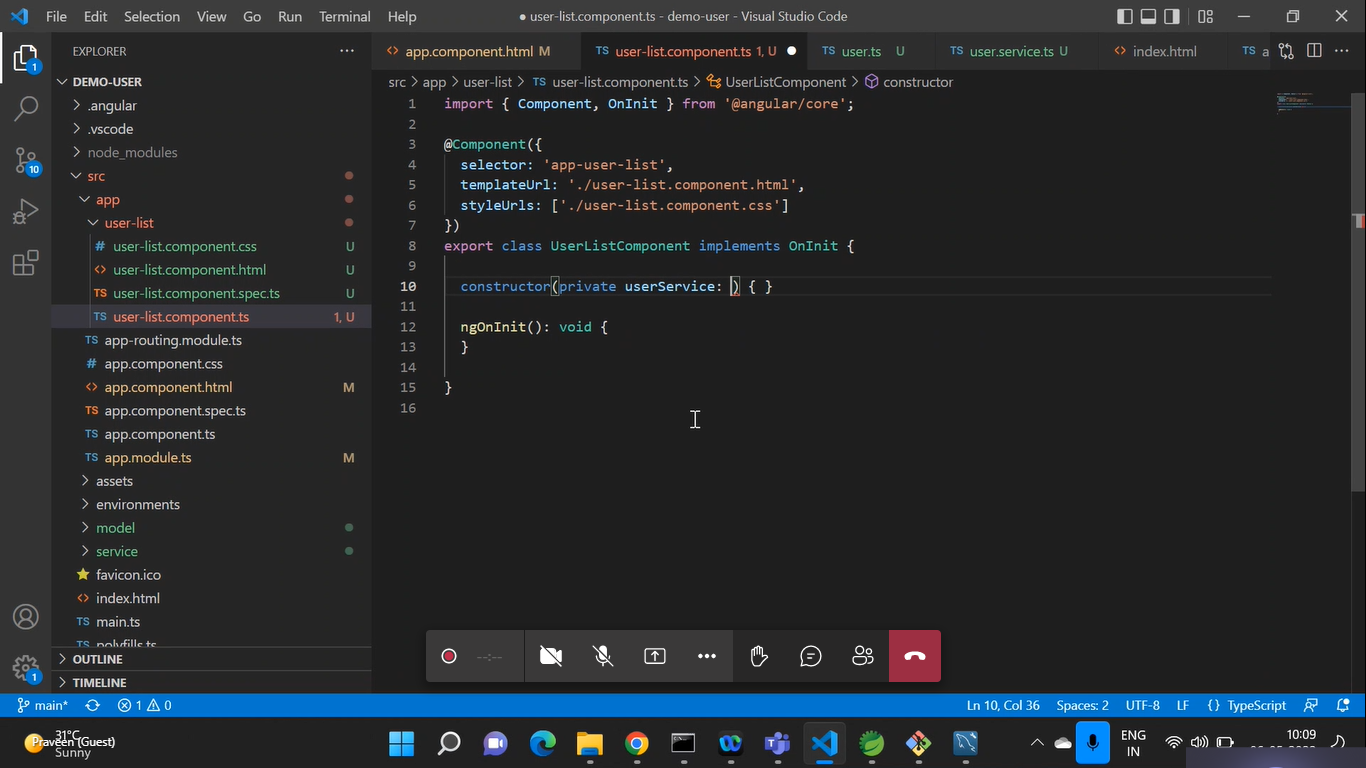 File Edit Selection View Go Run Terminal Help
● user-list.component.ts - demo-user - Visual Studio Code
EXPLORER
DEMO-USER
.angular
.vscode
node_modules
src
app
user-list
# user-list.component.css U
<> user-list.component.html U
TS user-list.component.spec.ts U
TS user-list.component.ts 1, U
TS app-routing.module.ts
# app.component.css
<> app.component.html M
TS app.component.spec.ts
TS app.component.ts
TS app.module.ts M
assets
environments
model
service
favicon.ico
<> index.html
TS main.ts
TS polyfills.ts
OUTLINE
TIMELINE
1
10
1
<> app.component.html M TS user-list.component.ts 1, U ● TS user.ts U TS user.service.ts U <> index.html TS a
src > app > user-list > TS user-list.component.ts > UserListComponent > constructor
1 import { Component, OnInit } from '@angular/core';
2
3 @Component({
4 selector: 'app-user-list',
5 templateUrl: './user-list.component.html',
6 styleUrls: ['./user-list.component.css']
7 })
8 export class UserListComponent implements OnInit {
9
10 constructor(private userService: ) { }
11
12 ngOnInit(): void {
13 }
14
15 }
16
--:--
main* 1 0 Ln 10, Col 36 Spaces: 2 UTF-8 LF {} TypeScript
31°C
Sunny
Praveen (Guest)
ENG
IN
10:09